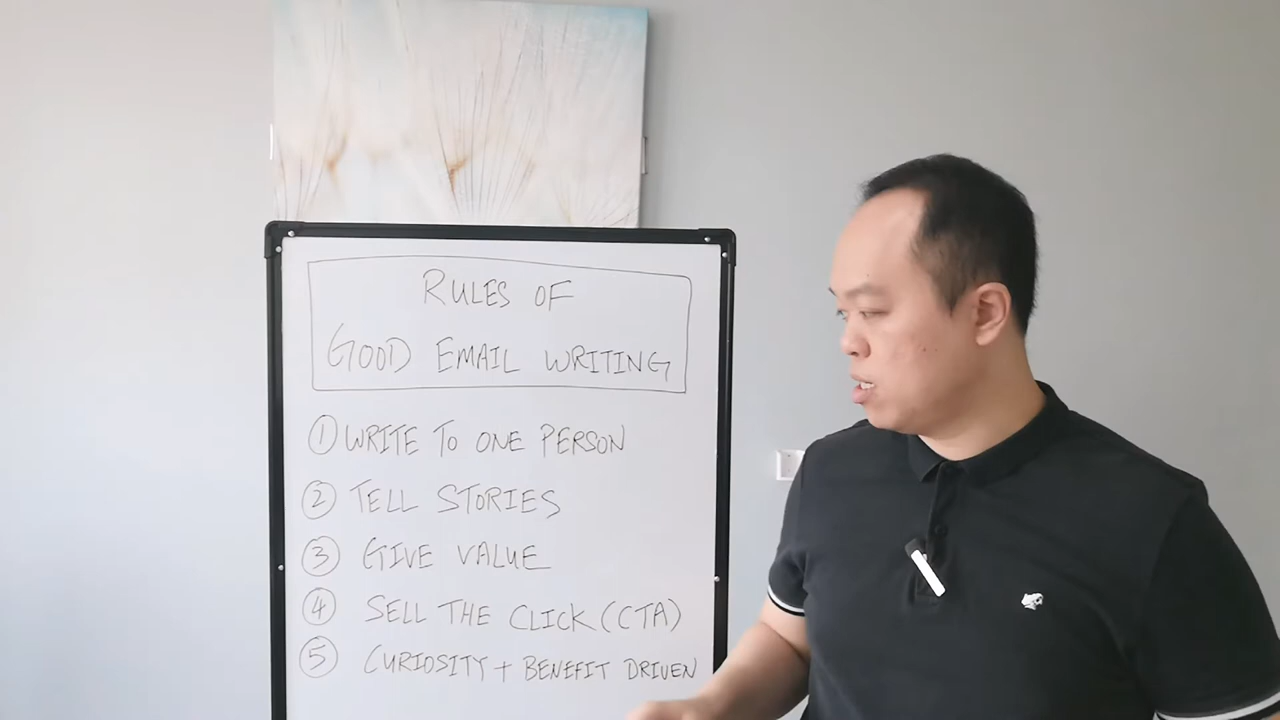 RULES OF
GOOD EMAIL WRITING
① WRITE TO ONE PERSON
② TELL STORIES
③ GIVE VALUE
④ SELL THE CLICK (CTA)
⑤ CURIOSITY + BENEFIT DRIVEN